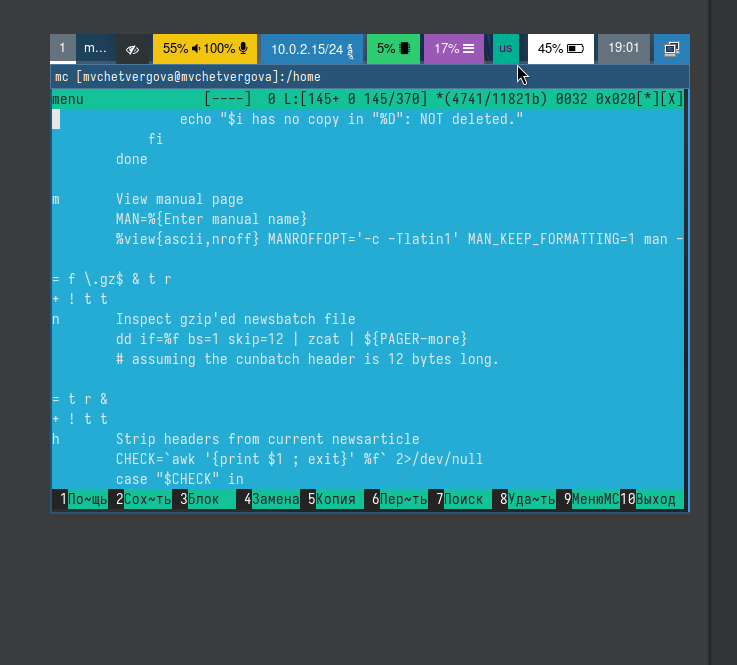 1 m... 55% 100% 10.0.2.15/24 5% 17% us 45% 19:01
mc [mvchetvergova@mvchetvergova]:/home
menu [----] 0 L:[145+ 0 145/370] *(4741/11821b) 0032 0x020[*][X]
echo "$i has no copy in "%D": NOT deleted."
fi
done
m View manual page
MAN=%{Enter manual name}
%view{ascii,nroff} MANROFFOPT='-c -Tlatin1' MAN_KEEP_FORMATTING=1 man -
= f \.gz$ & t r
+ ! t t
n Inspect gzip'ed newsbatch file
dd if=%f bs=1 skip=12 | zcat | ${PAGER-more}
# assuming the cunbatch header is 12 bytes long.
= t r &
+ ! t t
h Strip headers from current newsarticle
CHECK=`awk '{print $1 ; exit}' %f` 2>/dev/null
case "$CHECK" in
1По~щь 2Сох~ть 3Блок 4Замена 5Копия 6Пер~ть 7Поиск 8Уда~ть 9МенюMC10Выход